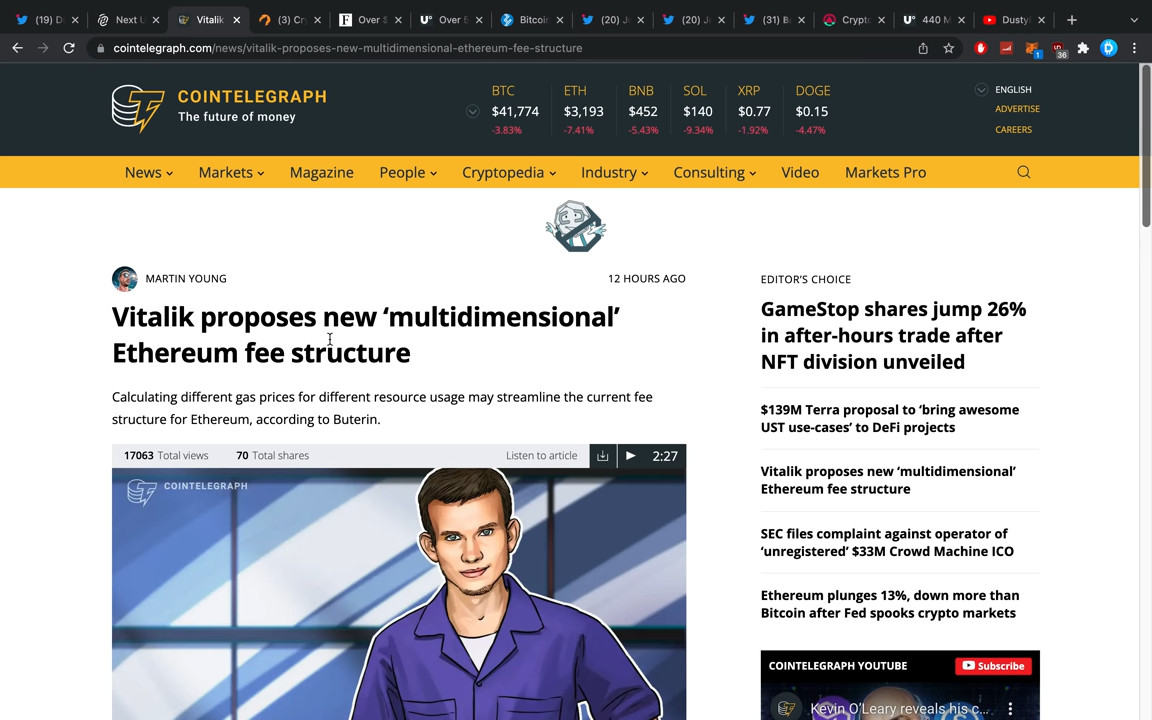 (19) D
Next U
Vitalik
(3) Cr
Over $
Over 5
Bitcoin
(20) J
(20) J
(31) B
Crypto
440 M
Dusty
cointelegraph.com/news/vitalik-proposes-new-multidimensional-ethereum-fee-structure
1
36
COINTELEGRAPH
The future of money
BTC ETH BNB SOL XRP DOGE
$41,774 $3,193 $452 $140 $0.77 $0.15
-3.83% -7.41% -5.43% -9.34% -1.92% -4.47%
ENGLISH
ADVERTISE
CAREERS
News Markets Magazine People Cryptopedia Industry Consulting Video Markets Pro
MARTIN YOUNG
12 HOURS AGO
Vitalik proposes new ‘multidimensional’
Ethereum fee structure
Calculating different gas prices for different resource usage may streamline the current fee
structure for Ethereum, according to Buterin.
17063 Total views 70 Total shares Listen to article 2:27
COINTELEGRAPH
EDITOR'S CHOICE
GameStop shares jump 26%
in after-hours trade after
NFT division unveiled
$139M Terra proposal to ‘bring awesome
UST use-cases’ to DeFi projects
Vitalik proposes new ‘multidimensional’
Ethereum fee structure
SEC files complaint against operator of
‘unregistered’ $33M Crowd Machine ICO
Ethereum plunges 13%, down more than
Bitcoin after Fed spooks crypto markets
COINTELEGRAPH YOUTUBE
Subscribe
Kevin O'Leary reveals his c...